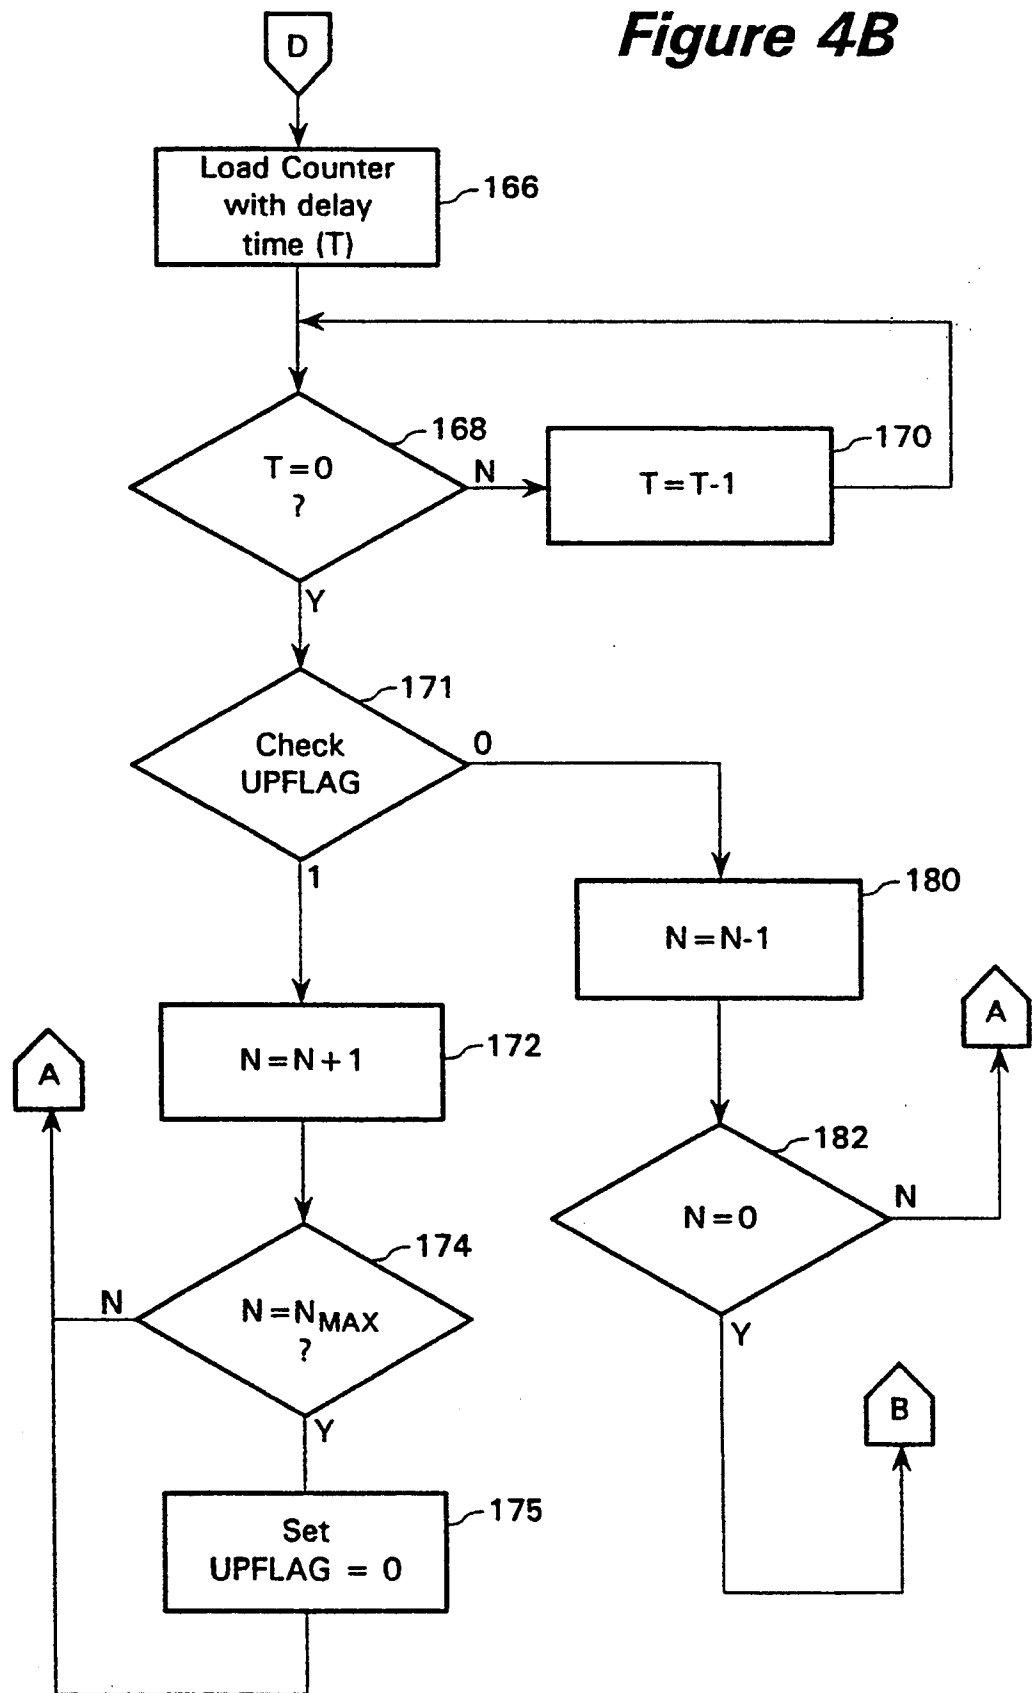 Figure 4B
D
Load Counter
with delay
time (T)
166
168
T=0
?
N
170
T=T-1
Y
171
Check
UPFLAG
0
1
180
N=N-1
A
N=N+1
172
A
182
N=0
N
174
N
N=NMAX
?
Y
B
Y
175
Set
UPFLAG = 0